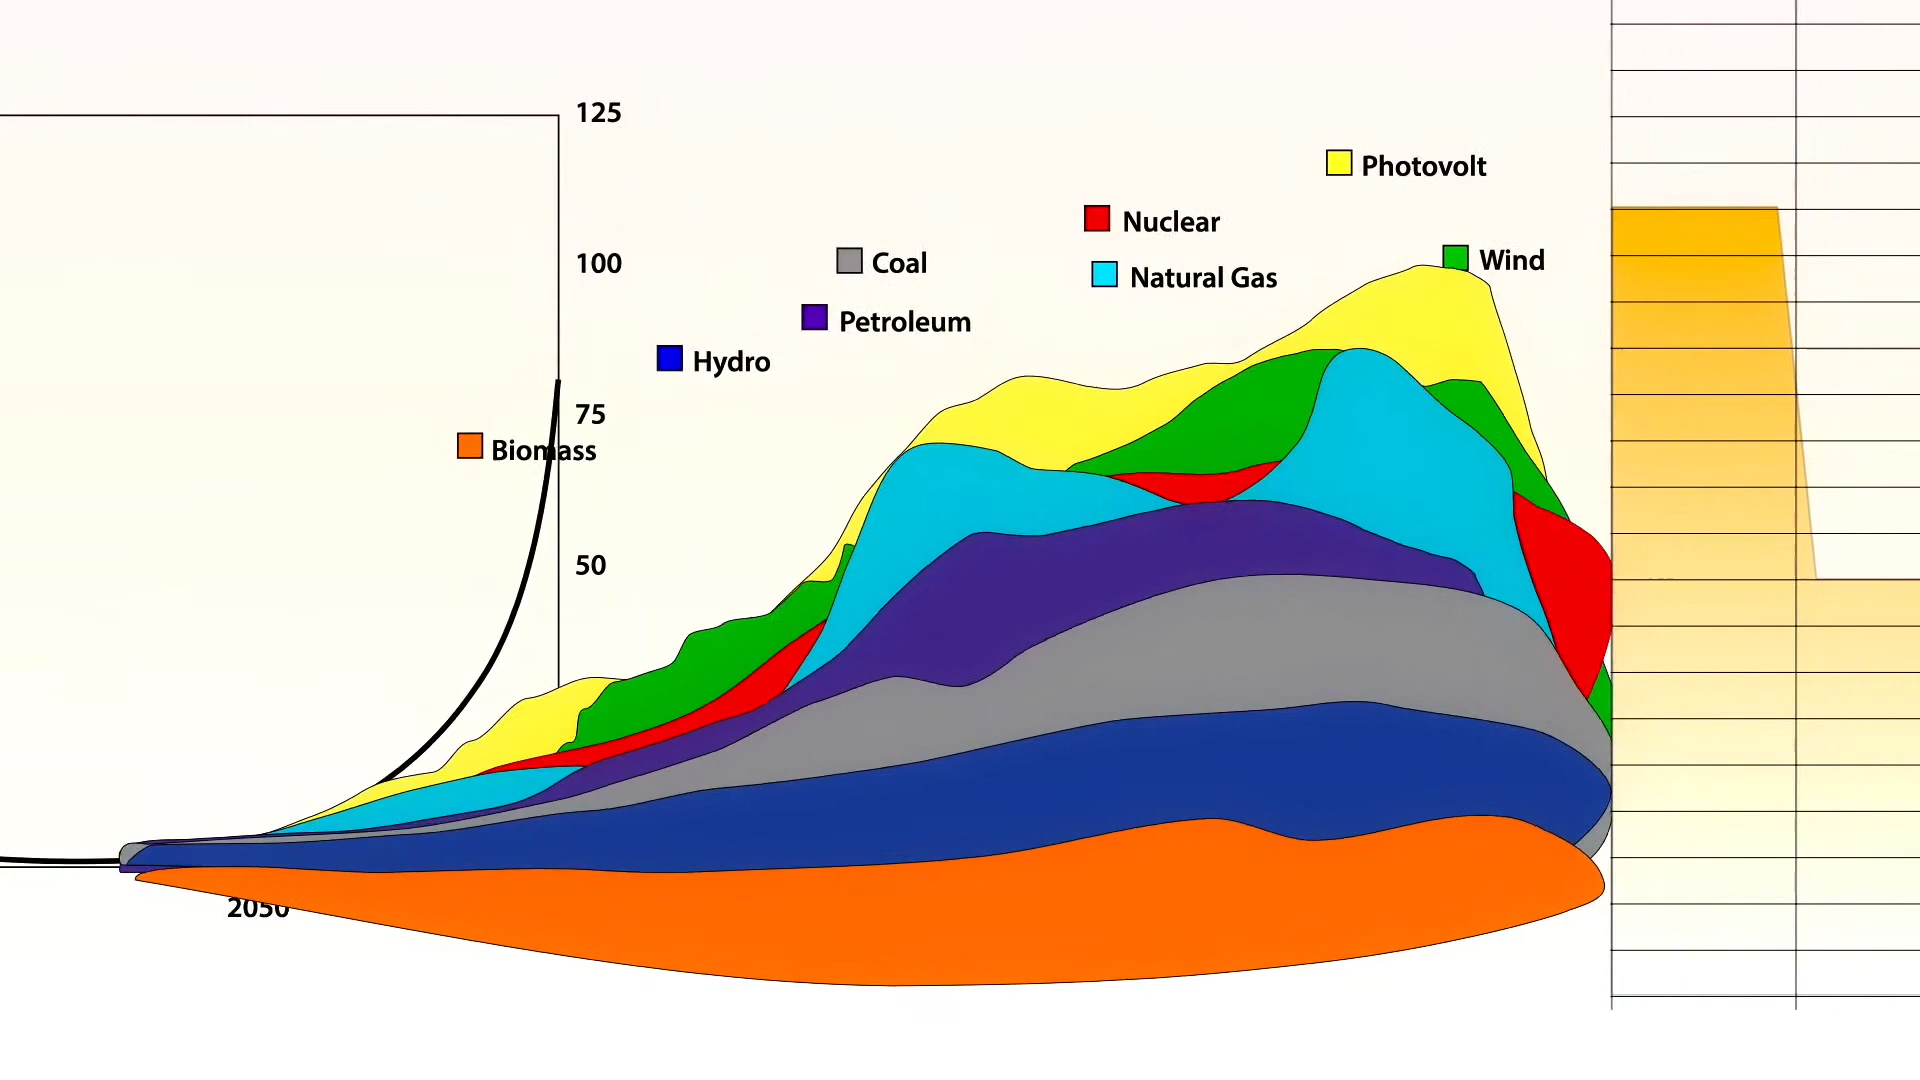 125
Photovolt
Nuclear
100
Coal
Wind
Natural Gas
Petroleum
Hydro
75
Biomass
50
2050